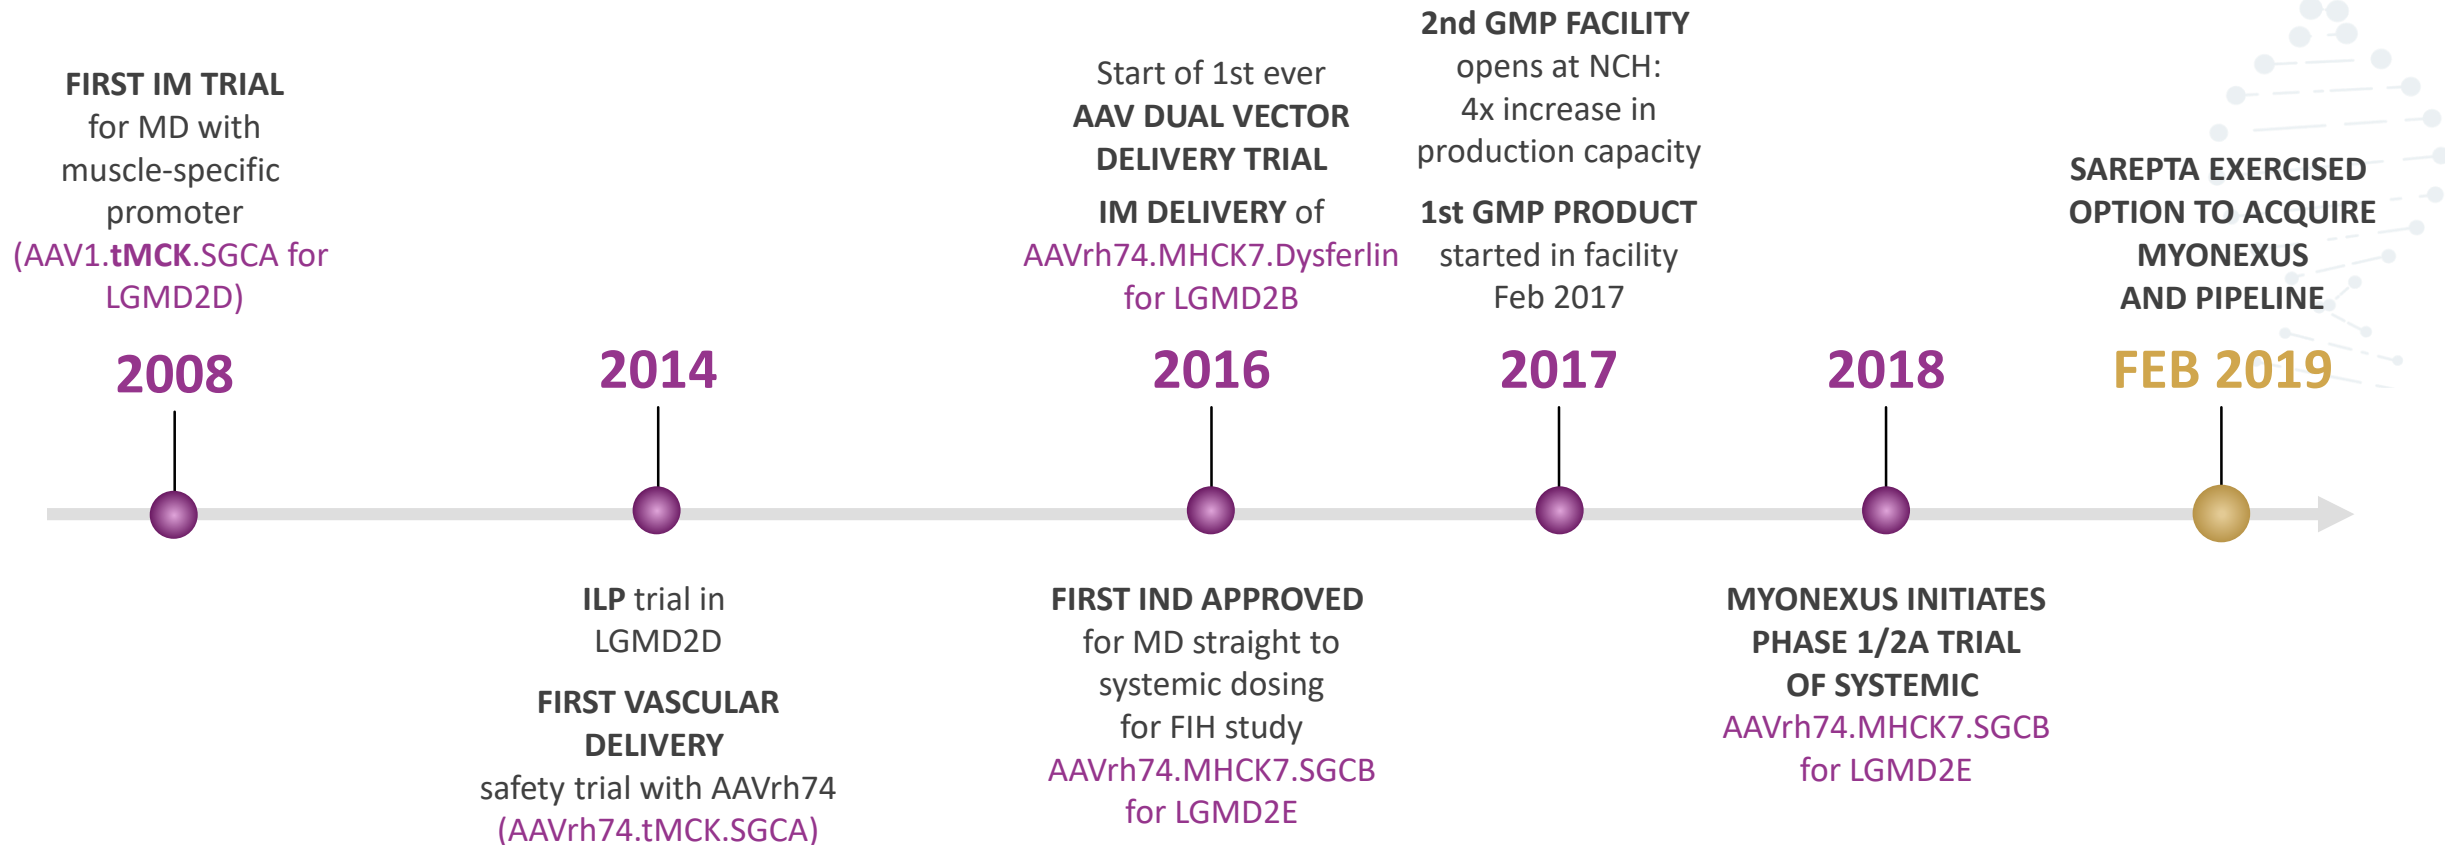 FIRST IM TRIAL
for MD with
muscle-specific
promoter
(AAV1.tMCK.SGCA for
LGMD2D)
2008
2014
ILP trial in
LGMD2D
FIRST VASCULAR
DELIVERY
safety trial with AAVrh74
(AAVrh74.tMCK.SGCA)
Start of 1st ever
AAV DUAL VECTOR
DELIVERY TRIAL
IM DELIVERY of
AAVrh74.MHCK7.Dysferlin
for LGMD2B
2016
FIRST IND APPROVED
for MD straight to
systemic dosing
for FIH study
AAVrh74.MHCK7.SGCB
for LGMD2E
2nd GMP FACILITY
opens at NCH:
4x increase in
production capacity
1st GMP PRODUCT
started in facility
Feb 2017
2017
2018
MYONEXUS INITIATES
PHASE 1/2A TRIAL
OF SYSTEMIC
AAVrh74.MHCK7.SGCB
for LGMD2E
SAREPTA EXERCISED
OPTION TO ACQUIRE
MYONEXUS
AND PIPELINE
FEB 2019